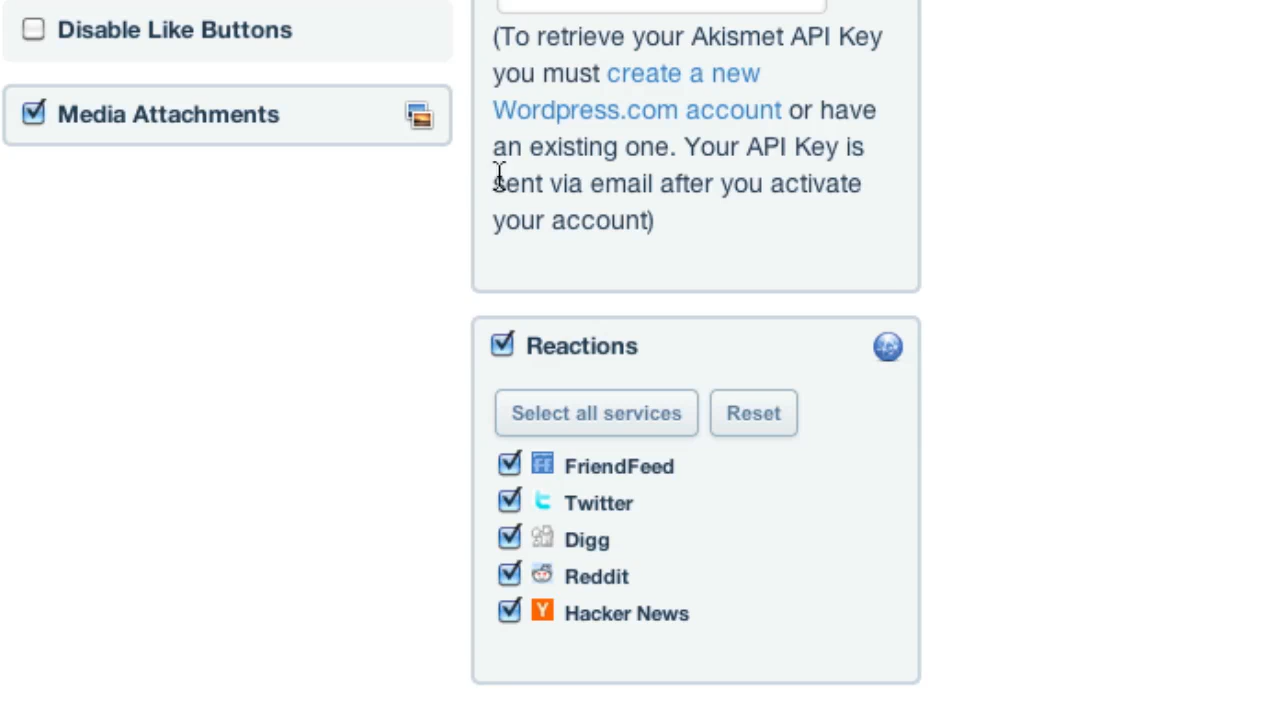 Disable Like Buttons
Media Attachments
(To retrieve your Akismet API Key
you must create a new
Wordpress.com account or have
an existing one. Your API Key is
sent via email after you activate
your account)
Reactions
Select all services
Reset
FriendFeed
Twitter
Digg
Reddit
Hacker News